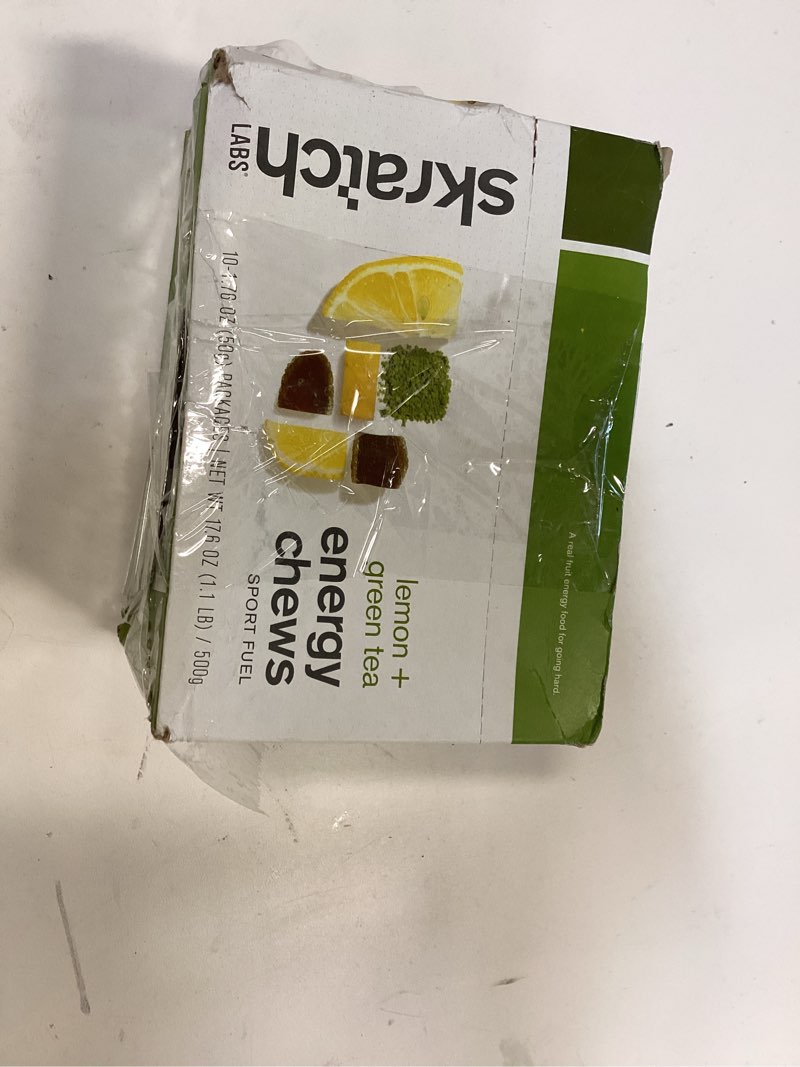 skratch
LABS®
A real fruit energy food for going hard.
lemon +
green tea
energy
chews
SPORT FUEL
10-1.76 OZ (50g) PACKAGES | NET WT 17.6 OZ (1.1 LB) / 500g